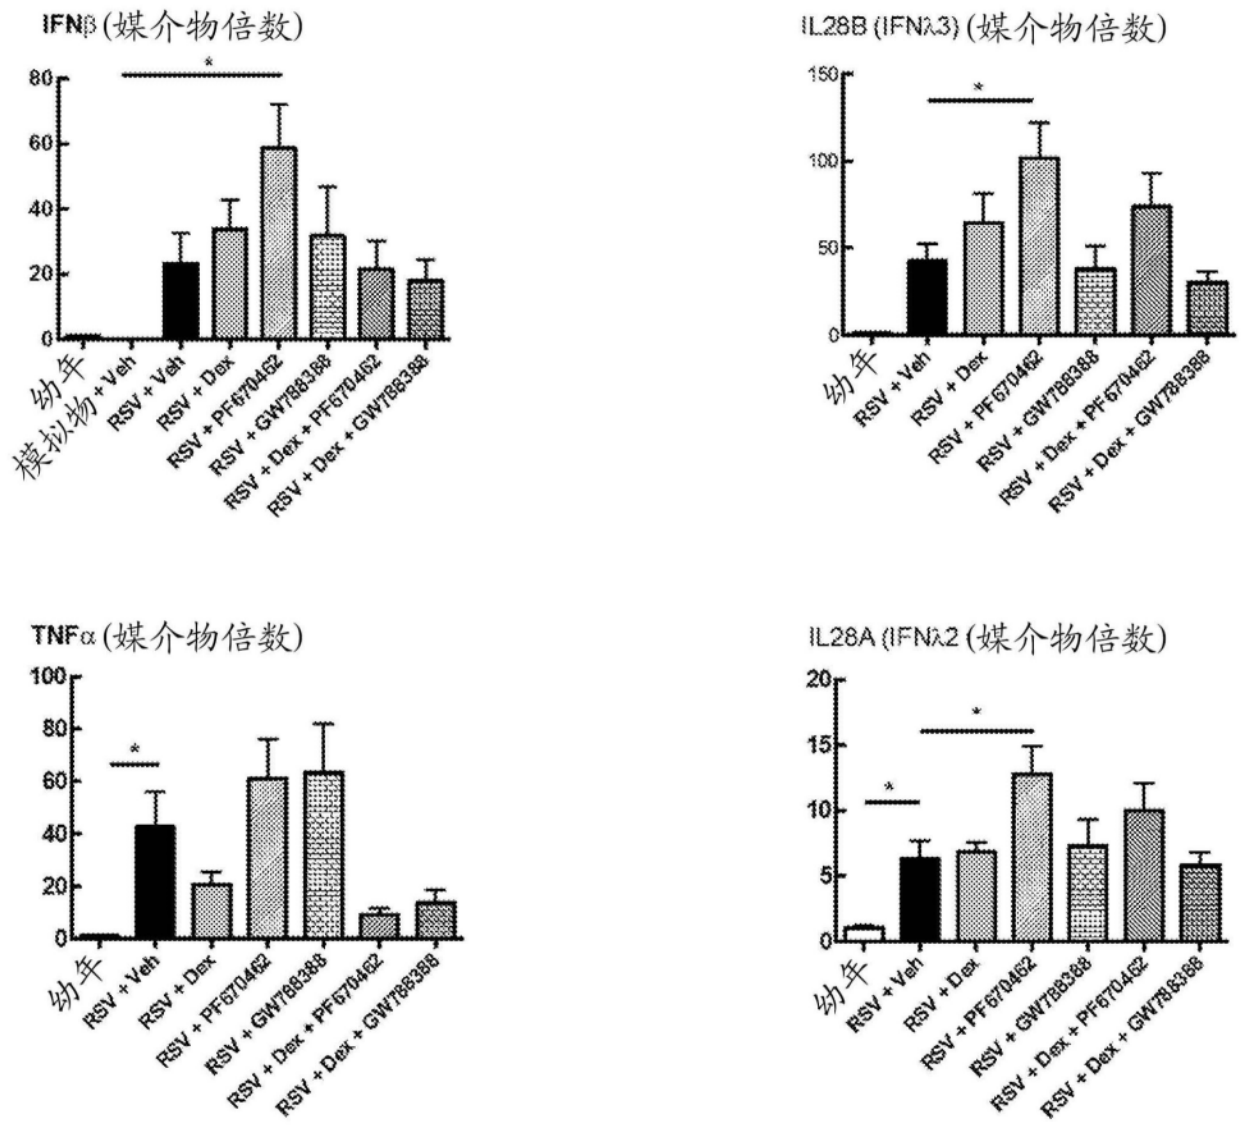 IFNβ (媒介物倍数)
*
80
60
40
20
0
幼年
模拟物 + Veh
RSV + Veh
RSV + Dex
RSV + PF670462
RSV + GW788388
RSV + Dex + PF670462
RSV + Dex + GW788388
IL28B (IFNλ3) (媒介物倍数)
*
150
100
50
0
幼年
RSV + Veh
RSV + Dex
RSV + PF670462
RSV + GW788388
RSV + Dex + PF670462
RSV + Dex + GW788388
TNFα (媒介物倍数)
*
100
80
60
40
20
0
幼年
RSV + Veh
RSV + Dex
RSV + PF670462
RSV + GW788388
RSV + Dex + PF670462
RSV + Dex + GW788388
IL28A (IFNλ2 (媒介物倍数)
*
*
20
15
10
5
0
幼年
RSV + Veh
RSV + Dex
RSV + PF670462
RSV + GW788388
RSV + Dex + PF670462
RSV + Dex + GW788388